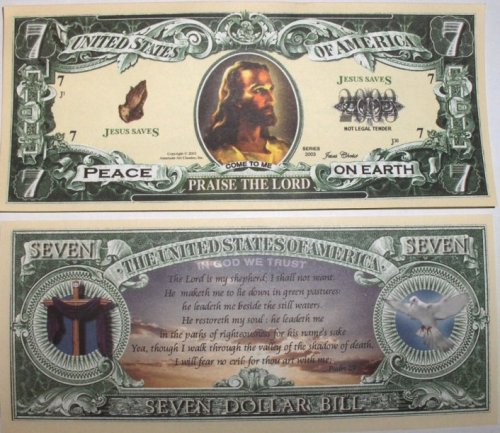 7 UNITED STATES OF AMERICA 7
JESUS SAVES
7 7
2003
NOT LEGAL TENDER
JESUS SAVES
SERIES
2003
Jesus Christ
COME TO ME
PEACE ON EARTH
7 PRAISE THE LORD 7
SEVEN THE UNITED STATES OF AMERICA SEVEN
IN GOD WE TRUST
The Lord is my shepherd; I shall not want.
He maketh me to lie down in green pastures:
he leadeth me beside the still waters.
He restoreth my soul : he leadeth me
in the paths of righteousness for his name's sake
Yea, though I walk through the valley of the shadow of death,
I will fear no evil: for thou art with me;
Psalm 23
SEVEN DOLLAR BILL